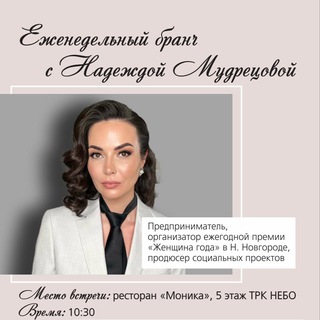 Еженедельный бранч
с Надеждой Мудрецовой
Предприниматель,
организатор ежегодной премии
«Женщина года» в Н. Новгороде,
продюсер социальных проектов
Место встречи: ресторан «Моника», 5 этаж ТРК НЕБО
Время: 10:30